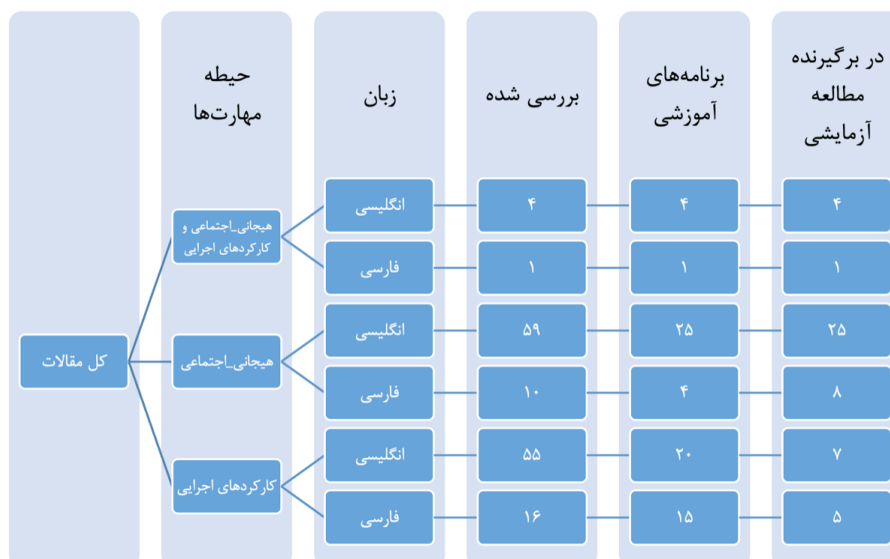 حیطه
مهارت‌ها
زبان
بررسی شده
برنامه‌های
آموزشی
در برگیرنده
مطالعه
آزمایشی
کل مقالات
هیجانی_اجتماعی و
کارکردهای اجرایی
انگلیسی
۴
۴
۴
فارسی
۱
۱
۱
هیجانی_اجتماعی
انگلیسی
۵۹
۲۵
۲۵
فارسی
۱۰
۴
۸
کارکردهای اجرایی
انگلیسی
۵۵
۲۰
۷
فارسی
۱۶
۱۵
۵